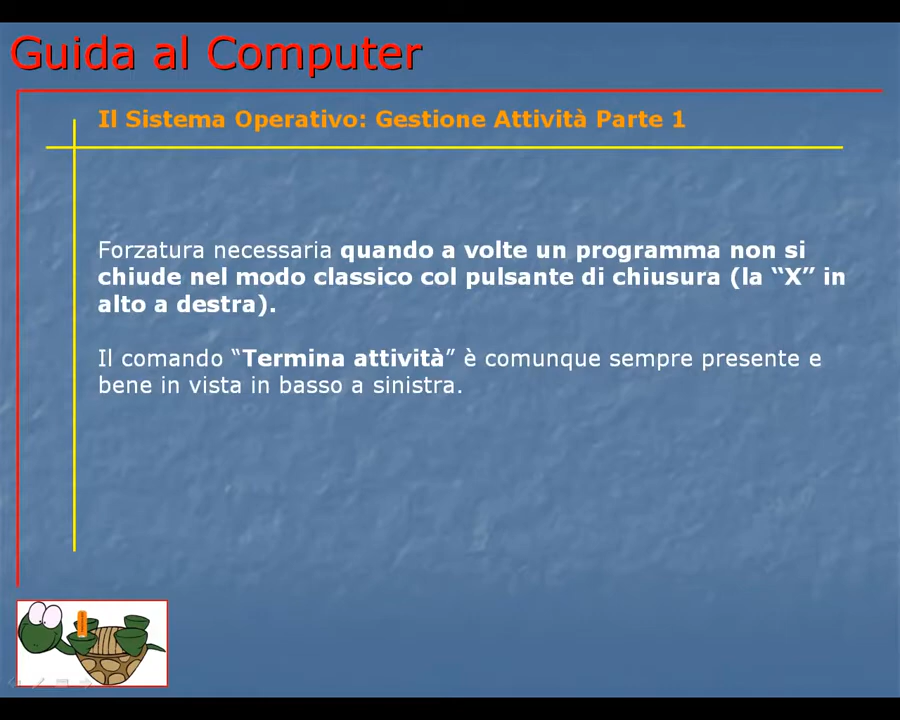 Guida al Computer
Il Sistema Operativo: Gestione Attività Parte 1
Forzatura necessaria quando a volte un programma non si
chiude nel modo classico col pulsante di chiusura (la “X” in
alto a destra).
Il comando “Termina attività” è comunque sempre presente e
bene in vista in basso a sinistra.